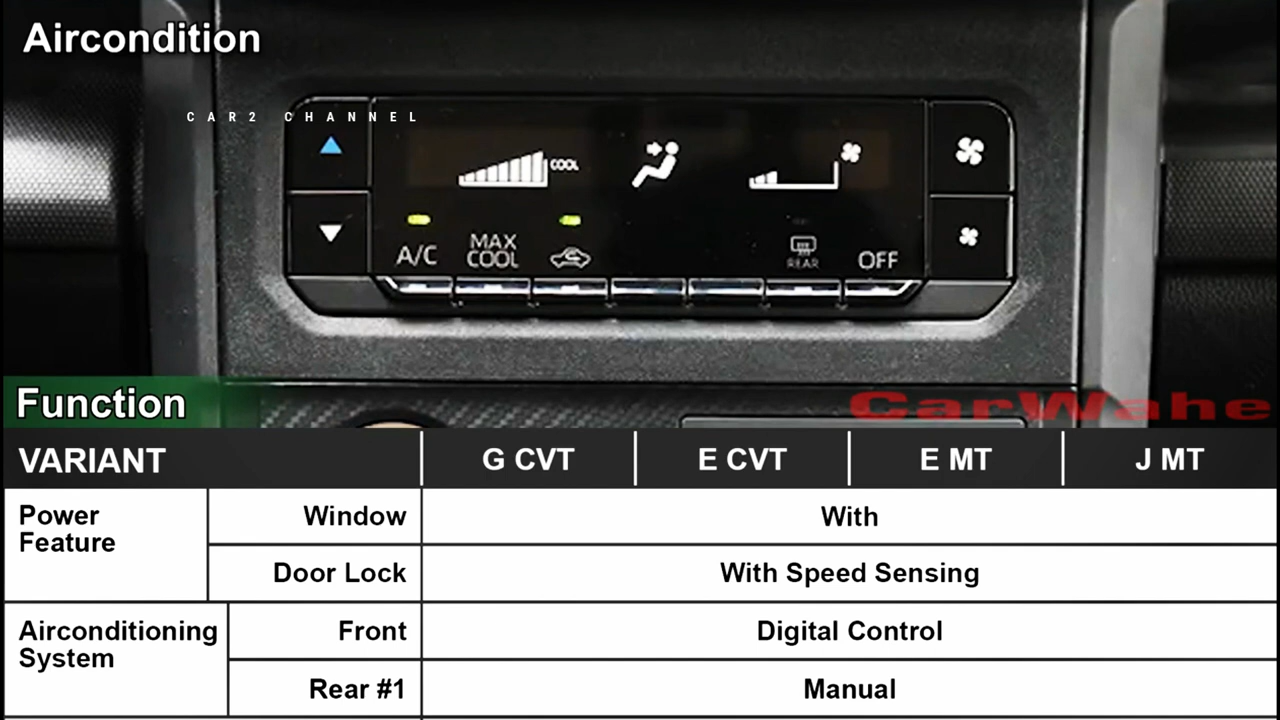 Aircondition
CAR2 CHANNEL
COOL
A/C
MAX
COOL
REAR
OFF
Function
CarWahe
VARIANT G CVT E CVT E MT J MT
Power
Feature
Window With
Door Lock With Speed Sensing
Airconditioning
System
Front Digital Control
Rear #1 Manual